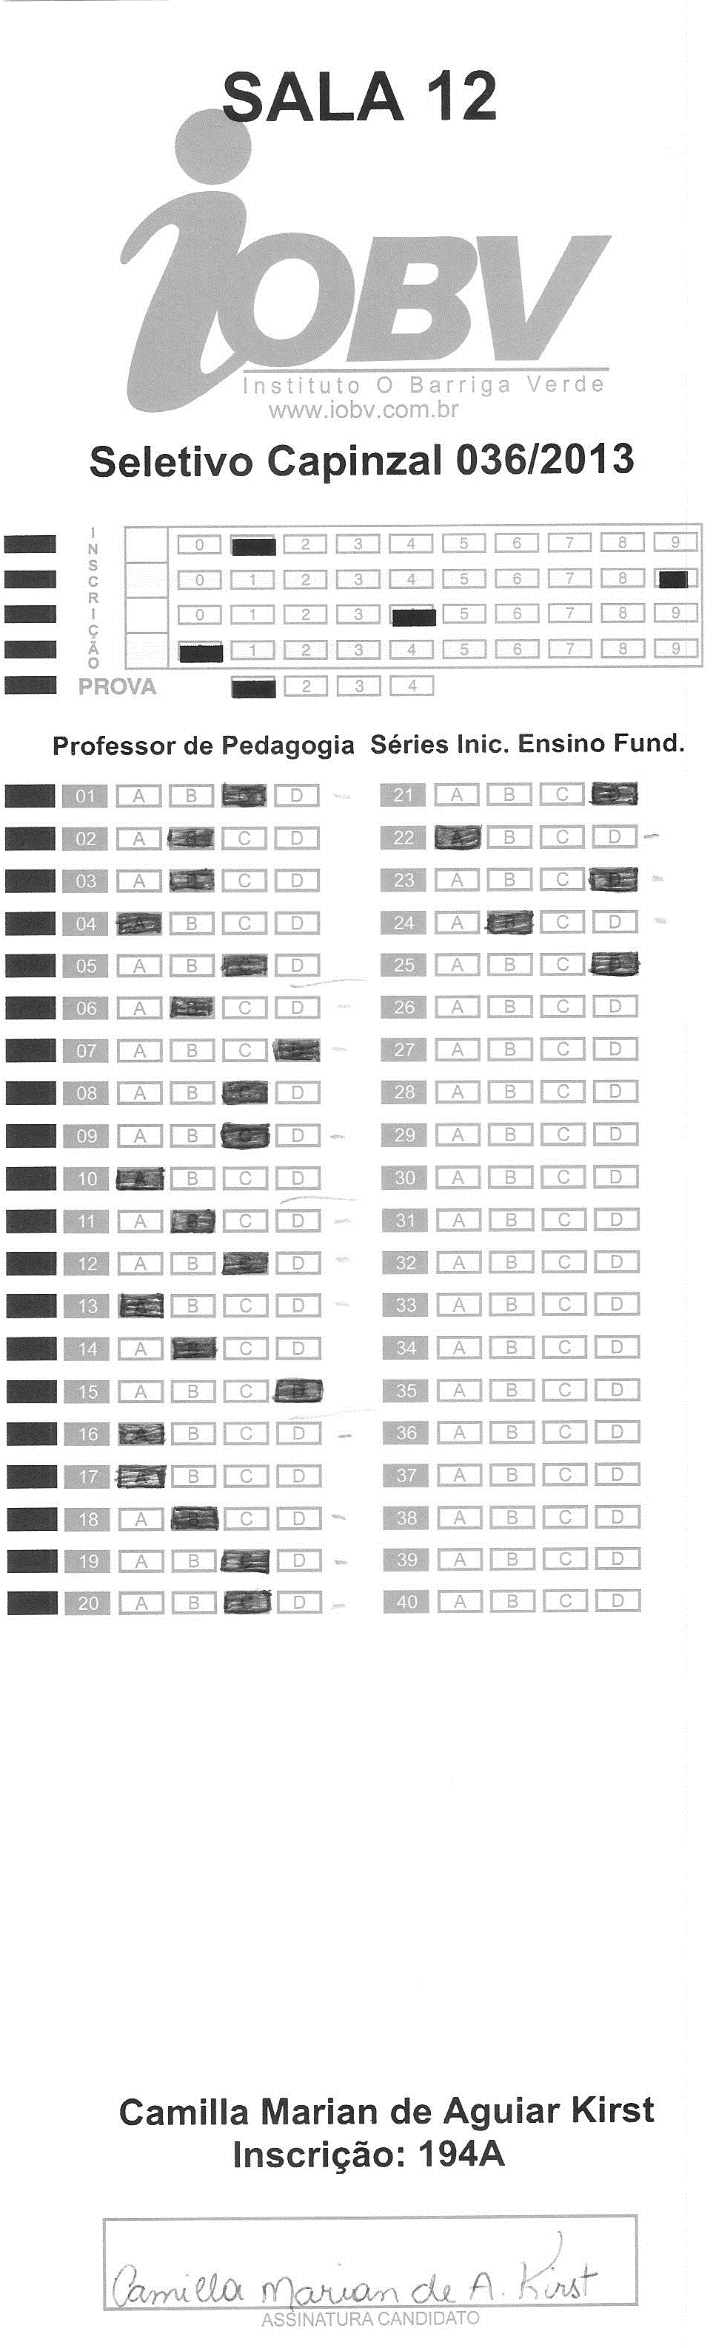 SALA 12
iOBV
Instituto O Barriga Verde
www.iobv.com.br
Seletivo Capinzal 036/2013
INSCRIÇÃO
0 2 3 4 5 6 7 8 9
0 1 2 3 4 5 6 7 8
0 1 2 3 5 6 7 8 9
1 2 3 4 5 6 7 8 9
PROVA 2 3 4
Professor de Pedagogia Séries Inic. Ensino Fund.
01 A B C D 21 A B C D
02 A B C D 22 A B C D
03 A B C D 23 A B C D
04 A B C D 24 A B C D
05 A B C D 25 A B C D
06 A B C D 26 A B C D
07 A B C D 27 A B C D
08 A B C D 28 A B C D
09 A B C D 29 A B C D
10 A B C D 30 A B C D
11 A B C D 31 A B C D
12 A B C D 32 A B C D
13 A B C D 33 A B C D
14 A B C D 34 A B C D
15 A B C D 35 A B C D
16 A B C D 36 A B C D
17 A B C D 37 A B C D
18 A B C D 38 A B C D
19 A B C D 39 A B C D
20 A B C D 40 A B C D
Camilla Marian de Aguiar Kirst
Inscrição: 194A
Camilla Marian de A. Kirst
ASSINATURA CANDIDATO